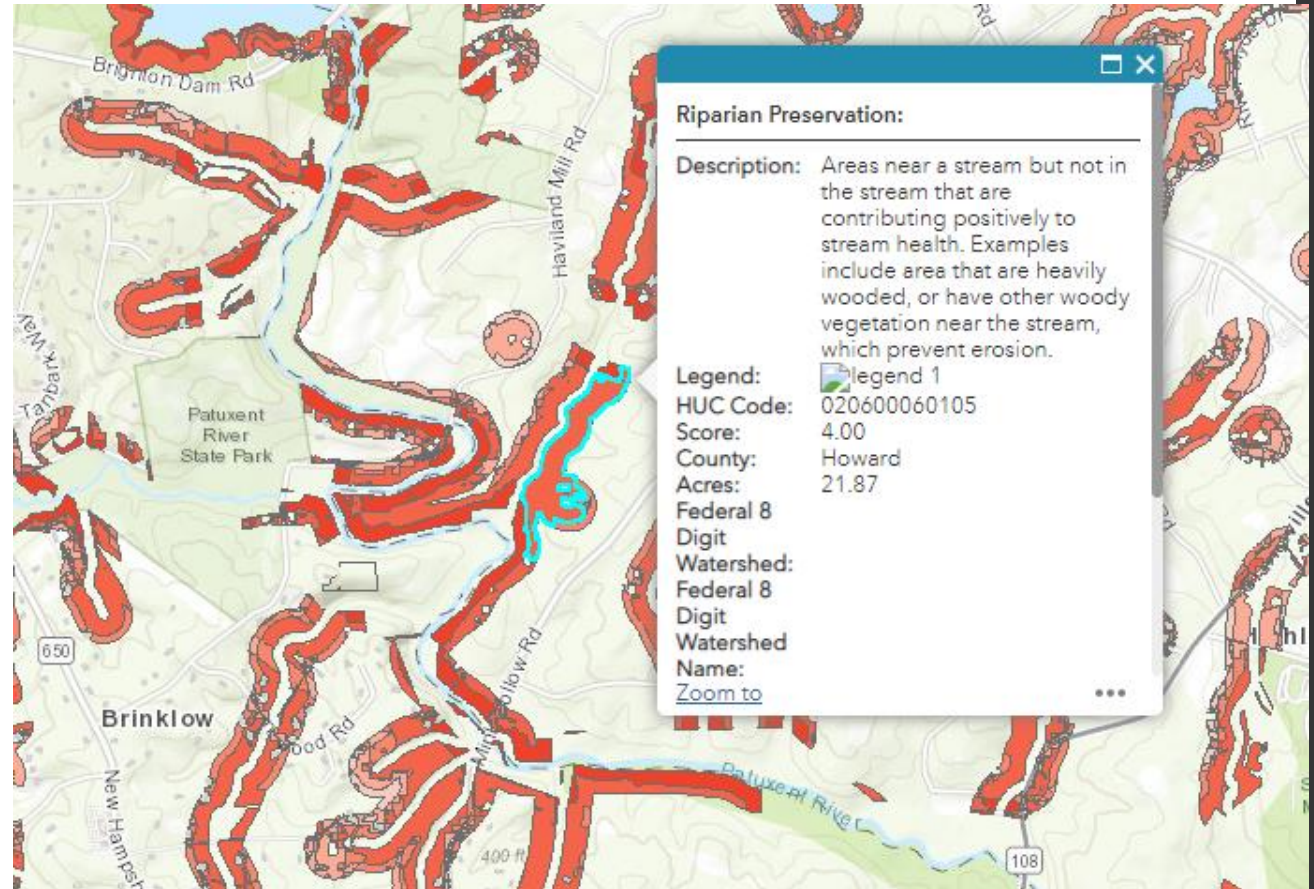 Brighton Dam Rd
Haviland Mill Rd
Rd
Tanbark Way
Patuxent
River
State Park
650
Brinklow
ood Rd
ollow Rd
New Hampsh
400 ft
Patuxent River
108
Riparian Preservation:
Description: Areas near a stream but not in
the stream that are
contributing positively to
stream health. Examples
include area that are heavily
wooded, or have other woody
vegetation near the stream,
which prevent erosion.
Legend: legend 1
HUC Code: 020600060105
Score: 4.00
County: Howard
Acres: 21.87
Federal 8
Digit
Watershed:
Federal 8
Digit
Watershed
Name:
Zoom to